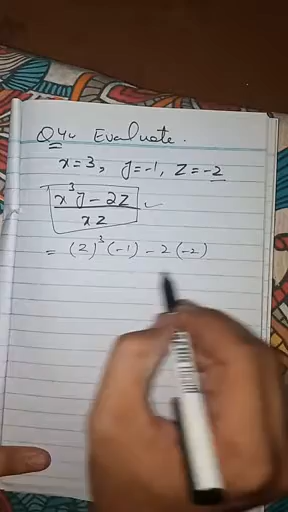 Q4. Evaluate.
x=3, y=-1, z=-2
x³y-2z
xz
= (2)³(-1)-2(-2)